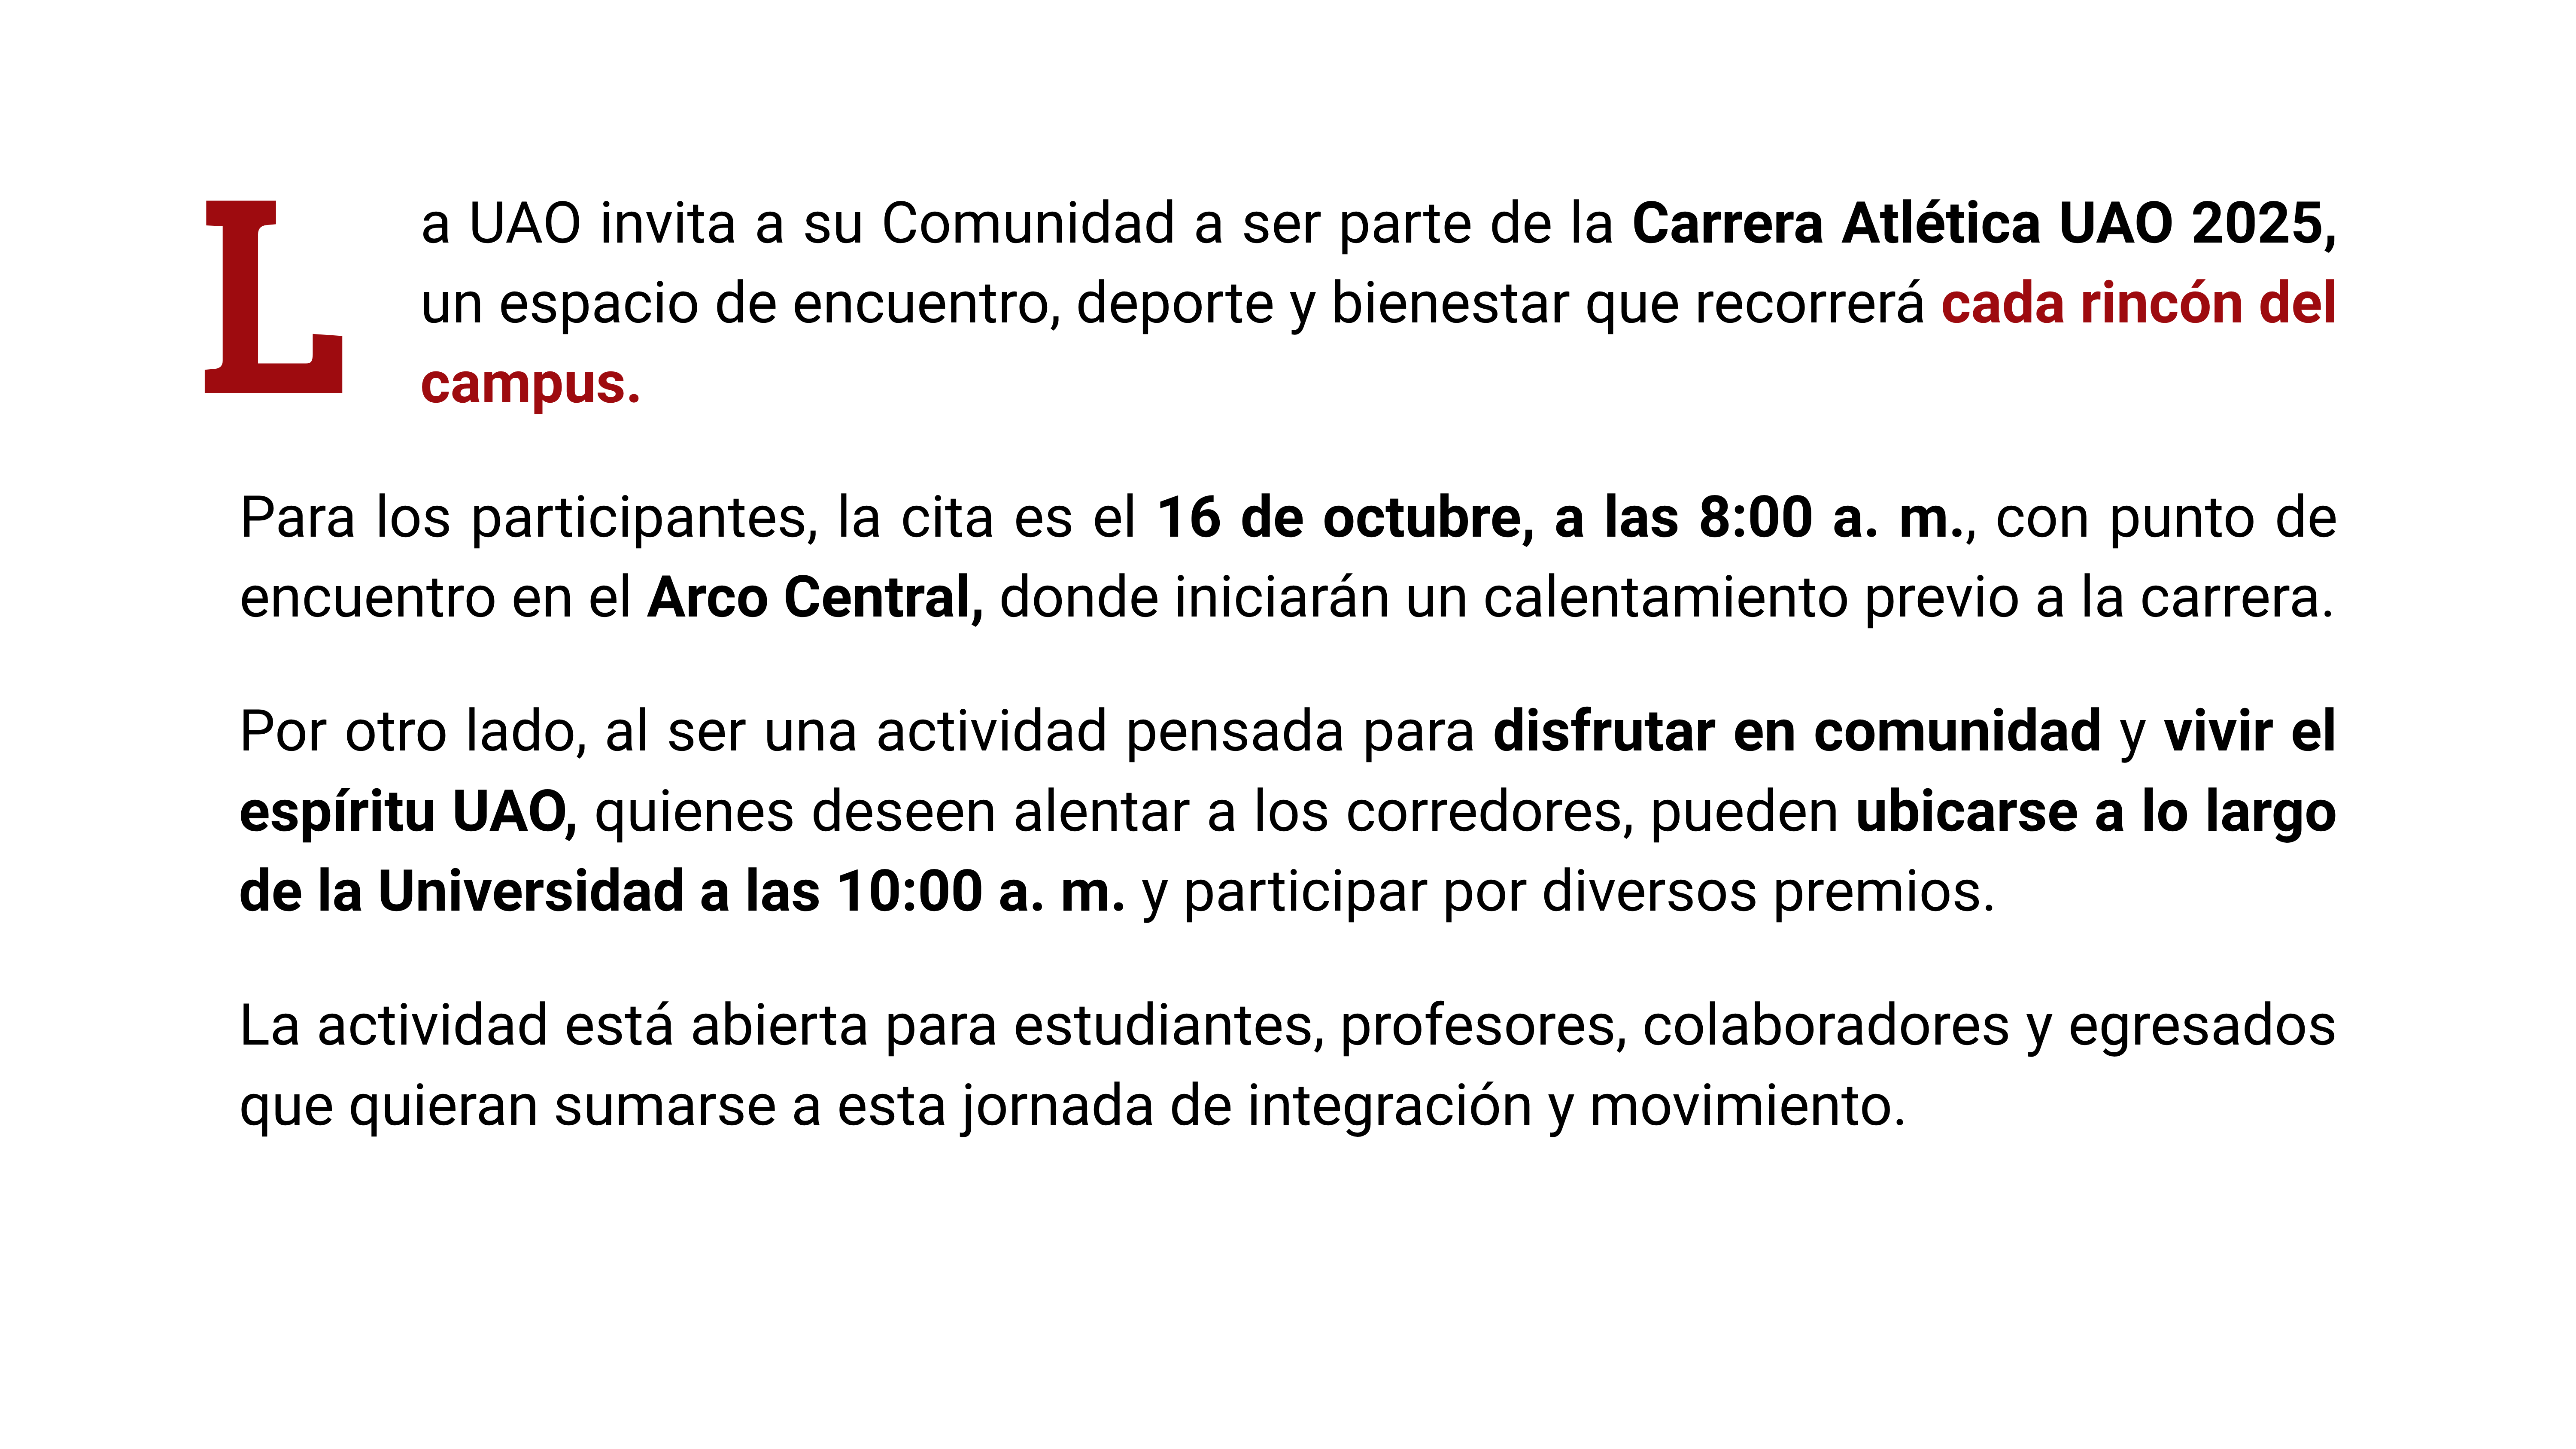 La UAO invita a su Comunidad a ser parte de la Carrera Atlética UAO 2025,
un espacio de encuentro, deporte y bienestar que recorrerá cada rincón del
campus.
Para los participantes, la cita es el 16 de octubre, a las 8:00 a. m., con punto de
encuentro en el Arco Central, donde iniciarán un calentamiento previo a la carrera.
Por otro lado, al ser una actividad pensada para disfrutar en comunidad y vivir el
espíritu UAO, quienes deseen alentar a los corredores, pueden ubicarse a lo largo
de la Universidad a las 10:00 a. m. y participar por diversos premios.
La actividad está abierta para estudiantes, profesores, colaboradores y egresados
que quieran sumarse a esta jornada de integración y movimiento.